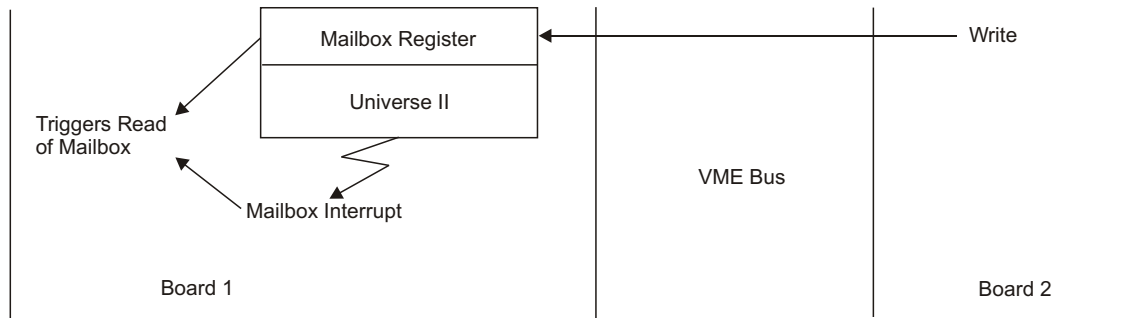 Mailbox Register
Write
Universe II
Triggers Read
of Mailbox
VME Bus
Mailbox Interrupt
Board 1
Board 2